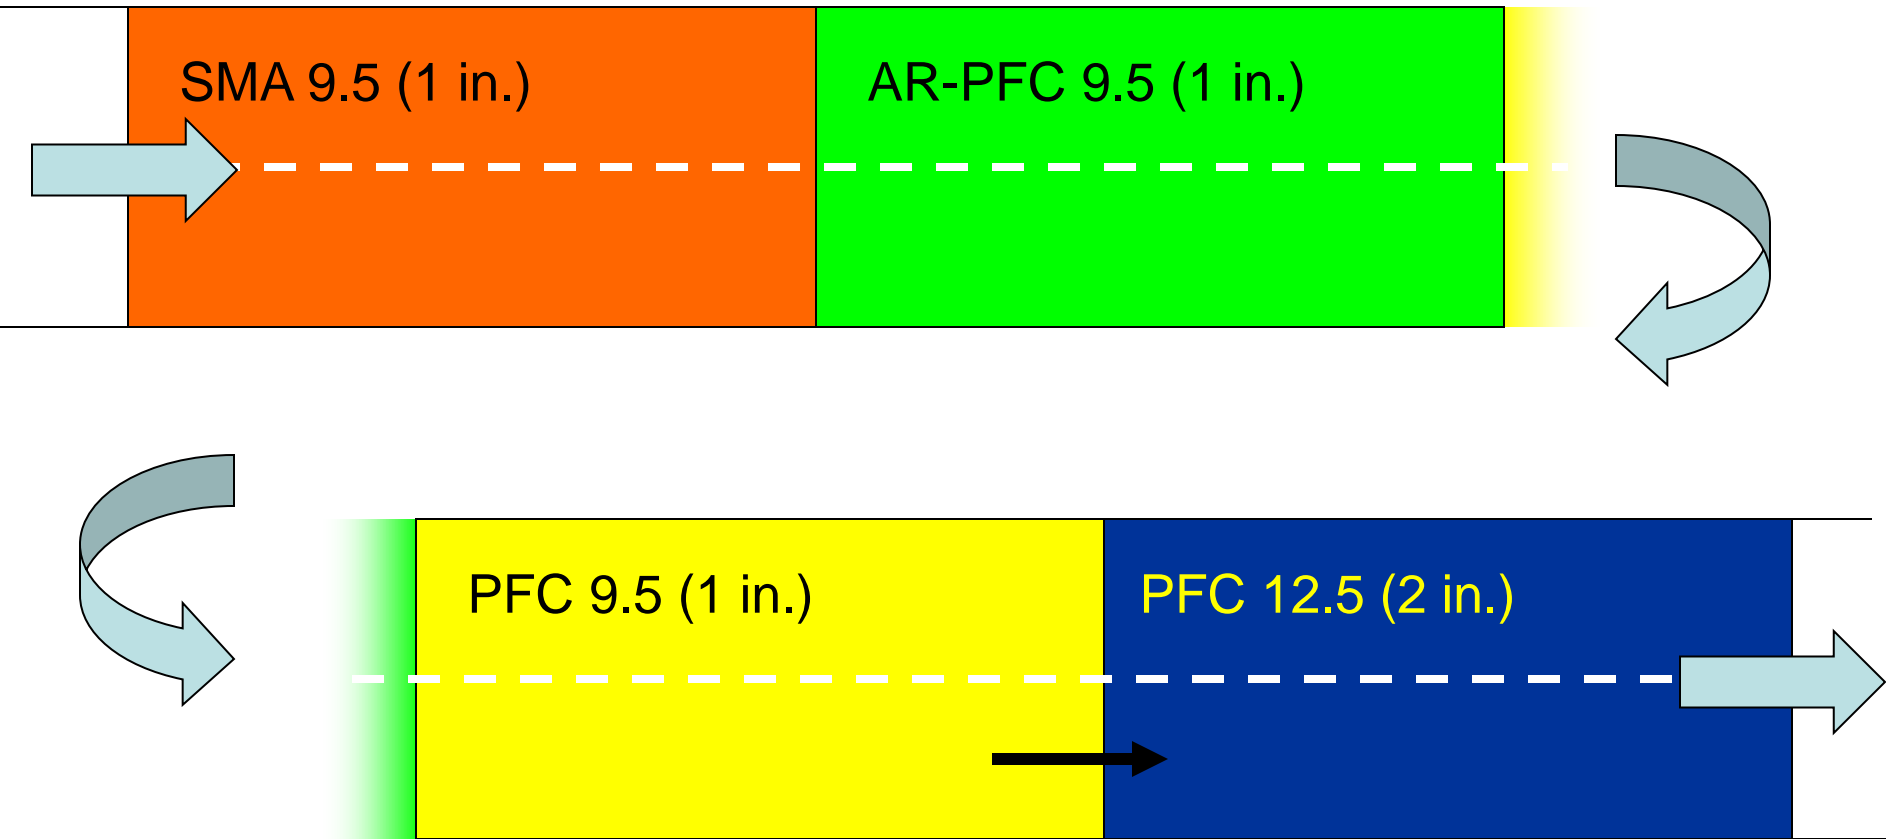 SMA 9.5 (1 in.)
AR-PFC 9.5 (1 in.)
PFC 9.5 (1 in.)
PFC 12.5 (2 in.)